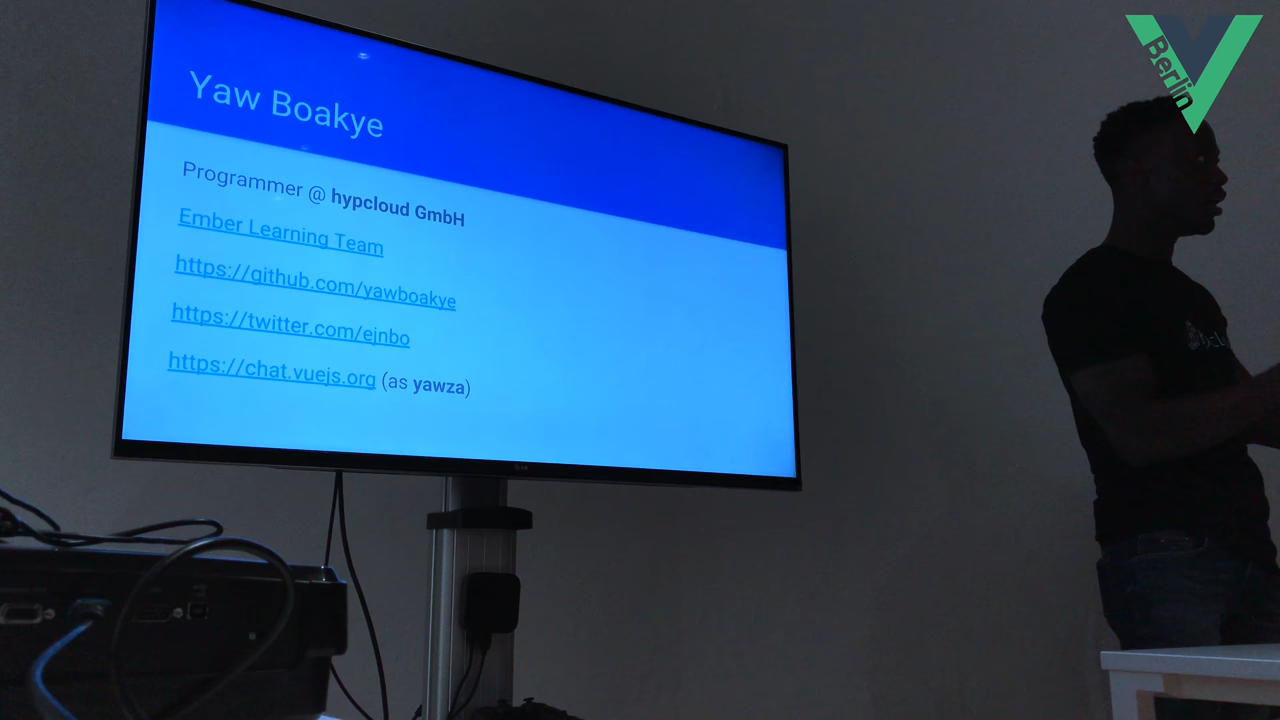 Yaw Boakye
Programmer @ hypcloud GmbH
Ember Learning Team
https://github.com/yawboakye
https://twitter.com/ejnbo
https://chat.vuejs.org (as yawza)
Berlin
LG